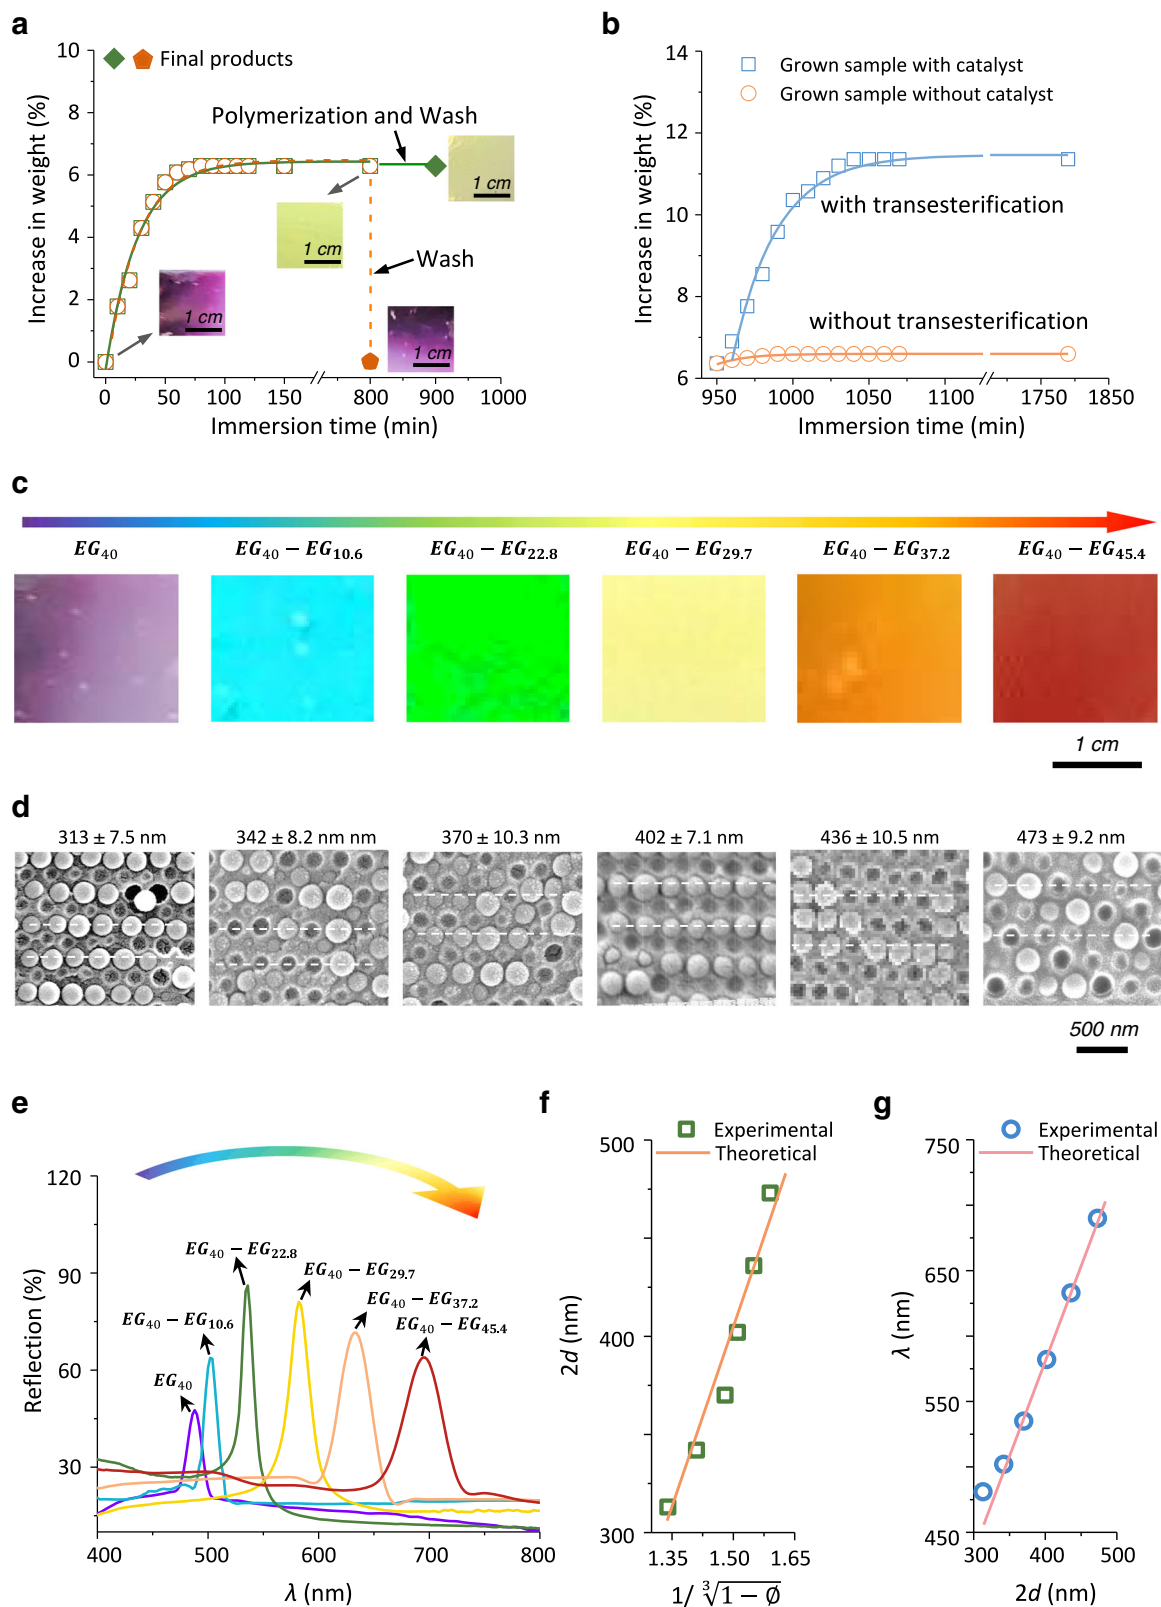 a
10
8
6
4
2
0
Increase in weight (%)
Final products
Polymerization and Wash
1 cm
1 cm
Wash
1 cm
1 cm
0 50 100 150 800 900 1000
Immersion time (min)
b
14
12
10
8
6
Increase in weight (%)
Grown sample with catalyst
Grown sample without catalyst
with transesterification
without transesterification
950 1000 1050 1750 1850
Immersion time (min)
c
EG40 EG40 − EG10.6 EG40 − EG22.8 EG40 − EG29.7 EG40 − EG37.2 EG40 − EG45.4
1 cm
d
313 ± 7.5 nm 342 ± 8.2 nm nm 370 ± 10.3 nm 402 ± 7.1 nm 436 ± 10.5 nm 473 ± 9.2 nm
500 nm
e
120
90
60
30
Reflection (%)
EG40 − EG22.8
EG40 − EG29.7
EG40 − EG37.2
EG40 − EG10.6
EG40 − EG45.4
EG40
400 500 600 700 800
λ (nm)
f
Experimental
Theoretical
500
400
300
2d (nm)
1.35 1.50 1.65
1/ ∛1 − Ø
g
Experimental
Theoretical
750
650
550
450
λ (nm)
300 400 500
2d (nm)